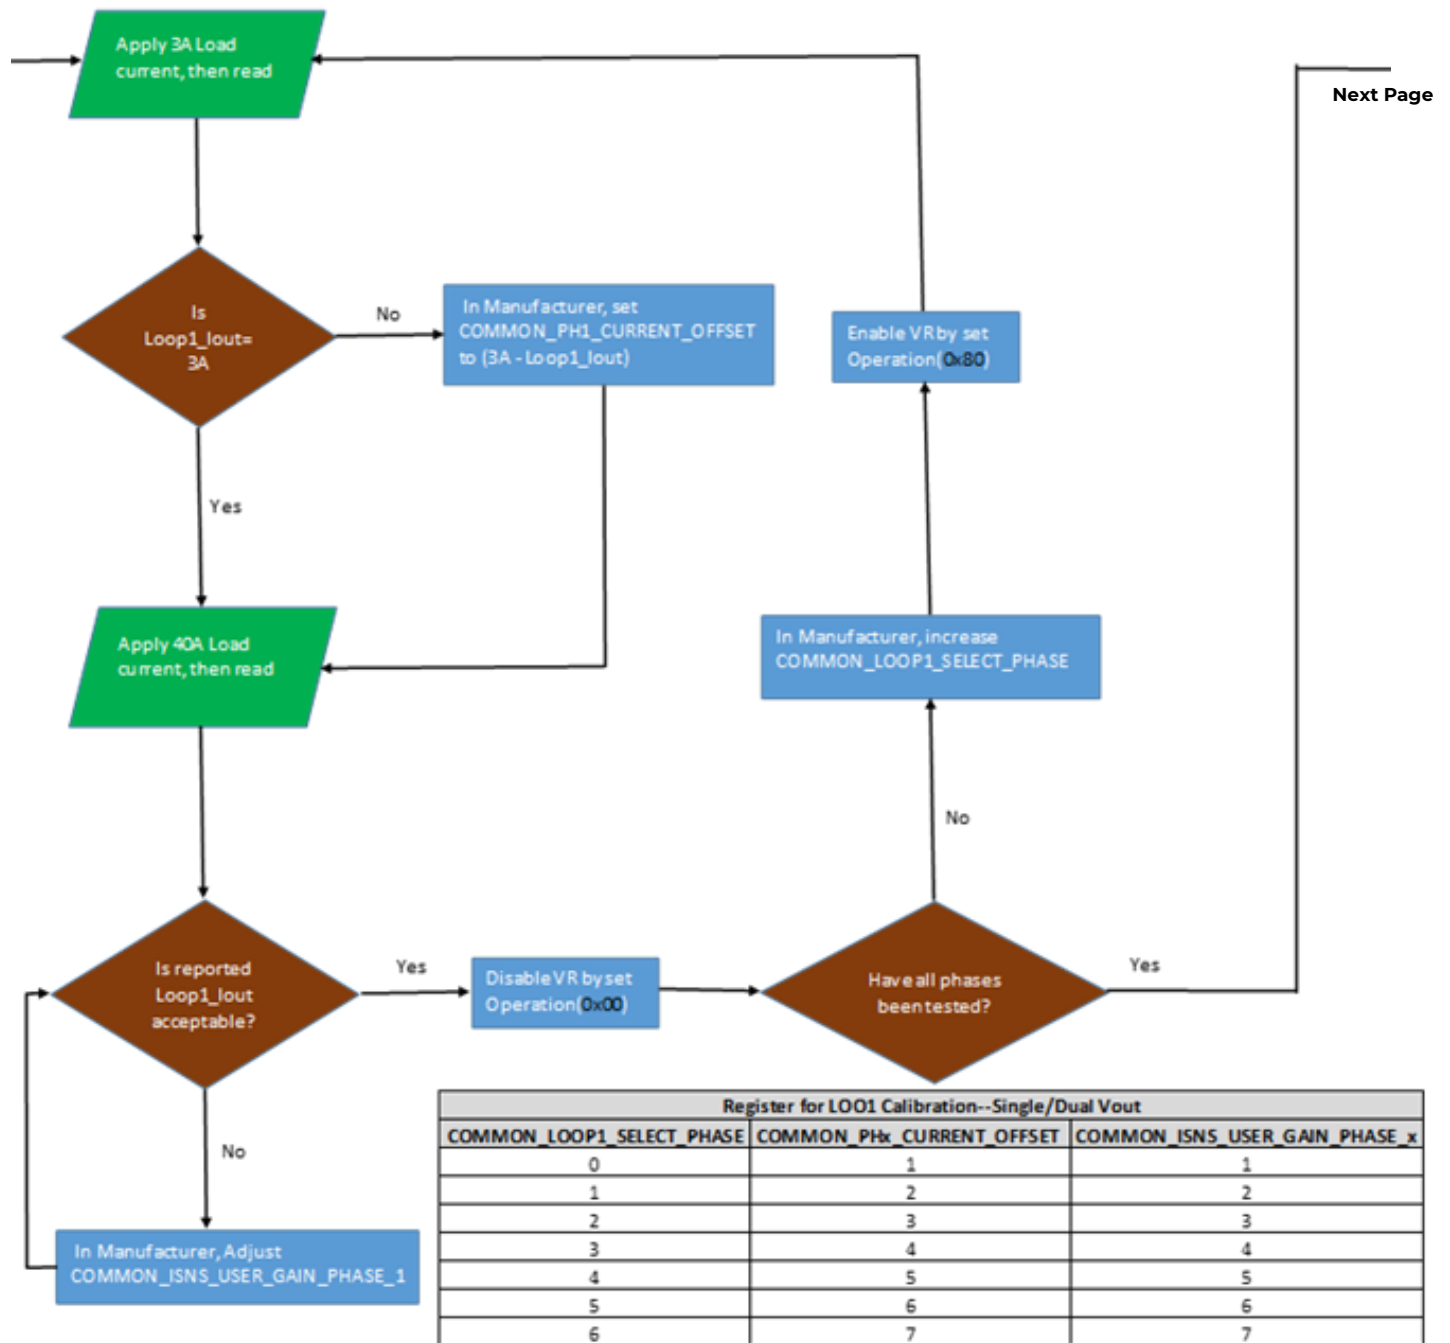 Apply 3A Load
current, then read
Next Page
Is
Loop1_Iout=
3A
No
In Manufacturer, set
COMMON_PH1_CURRENT_OFFSET
to (3A - Loop1_Iout)
Enable VR by set
Operation(0x80)
Yes
Apply 40A Load
current, then read
In Manufacturer, increase
COMMON_LOOP1_SELECT_PHASE
No
Is reported
Loop1_Iout
acceptable?
Yes
Disable VR by set
Operation(0x00)
Have all phases
been tested?
Yes
No
In Manufacturer, Adjust
COMMON_ISNS_USER_GAIN_PHASE_1
Register for LOO1 Calibration--Single/Dual Vout
COMMON_LOOP1_SELECT_PHASE COMMON_PHx_CURRENT_OFFSET COMMON_ISNS_USER_GAIN_PHASE_x
0 1 1
1 2 2
2 3 3
3 4 4
4 5 5
5 6 6
6 7 7